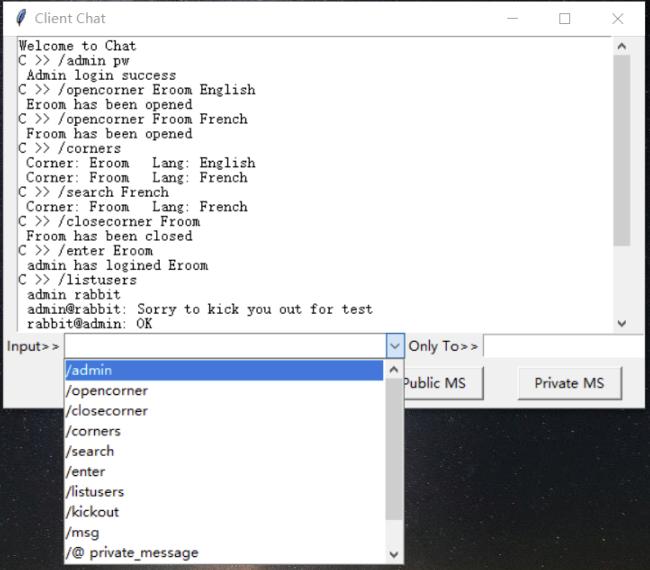 Client Chat
Welcome to Chat
C >> /admin pw
Admin login success
C >> /opencorner Eroom English
Eroom has been opened
C >> /opencorner Froom French
Froom has been opened
C >> /corners
Corner: Eroom   Lang: English
Corner: Froom   Lang: French
C >> /search French
Corner: Froom   Lang: French
C >> /closecorner Froom
Froom has been closed
C >> /enter Eroom
admin has logined Eroom
C >> /listusers
admin rabbit
admin@rabbit: Sorry to kick you out for test
rabbit@admin: OK
Input>> Only To>>
/admin
/opencorner
Public MS Private MS
/closecorner
/corners
/search
/enter
/listusers
/kickout
/msg
/@ private_message